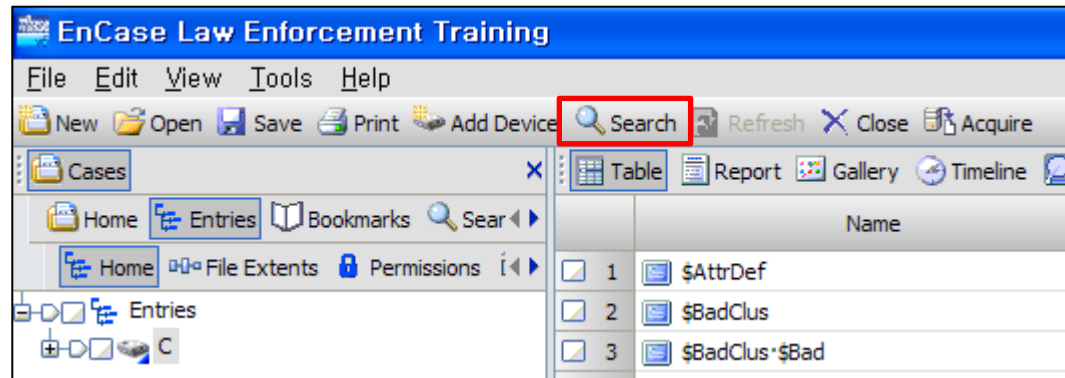 EnCase Law Enforcement Training
File Edit View Tools Help
New Open Save Print Add Device Search Refresh Close Acquire
Cases
Table Report Gallery Timeline
Home Entries Bookmarks Sear
Name
Home File Extents Permissions
1 $AttrDef
Entries
2 $BadClus
C
3 $BadClus·$Bad